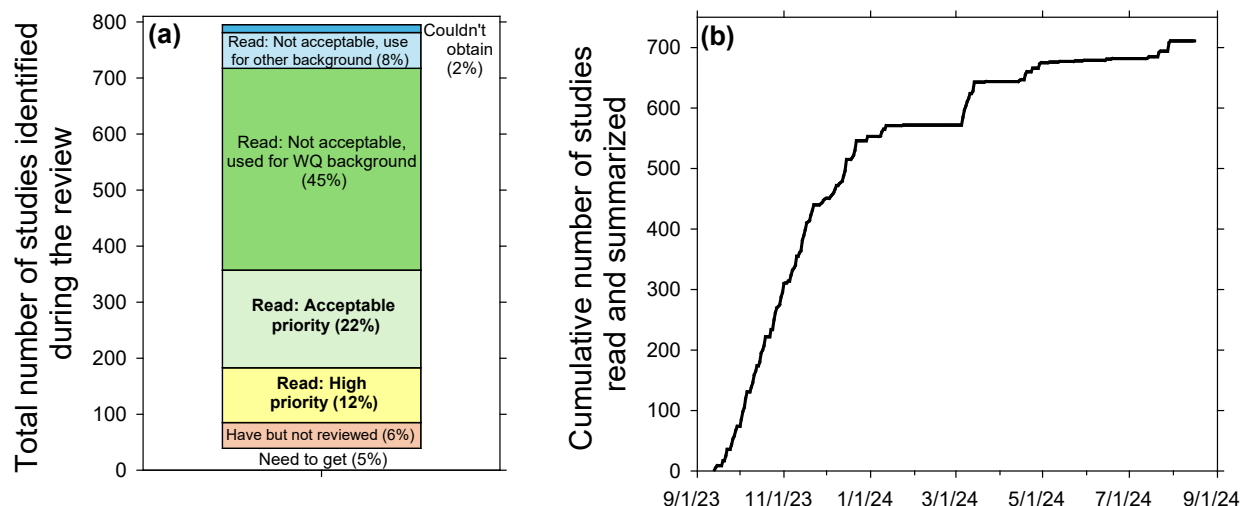 Total number of studies identified
during the review
800
700
600
500
400
300
200
100
0
(a)
Couldn't
obtain
(2%)
Read: Not acceptable, use
for other background (8%)
Read: Not acceptable,
used for WQ background
(45%)
Read: Acceptable
priority (22%)
Read: High
priority (12%)
Have but not reviewed (6%)
Need to get (5%)
Cumulative number of studies
read and summarized
700
600
500
400
300
200
100
0
(b)
9/1/23 11/1/23 1/1/24 3/1/24 5/1/24 7/1/24 9/1/24